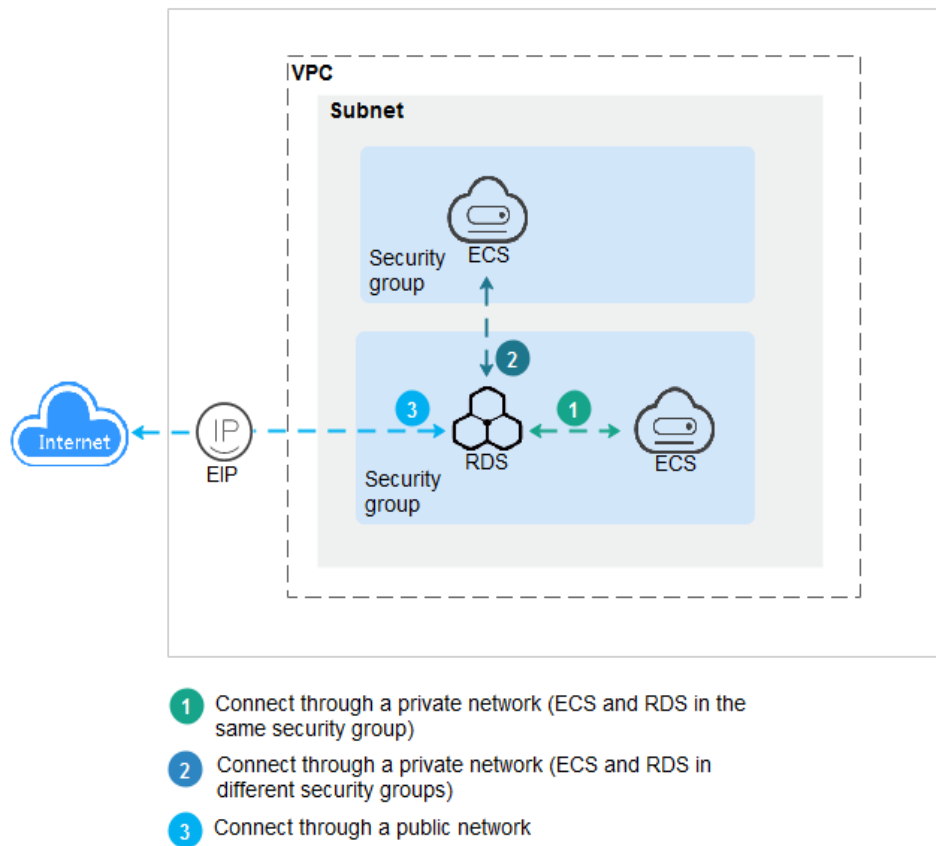 VPC
Subnet
ECS
Security
group
2
3
1
Internet
IP
EIP
RDS
ECS
Security
group
1 Connect through a private network (ECS and RDS in the
same security group)
2 Connect through a private network (ECS and RDS in
different security groups)
3 Connect through a public network